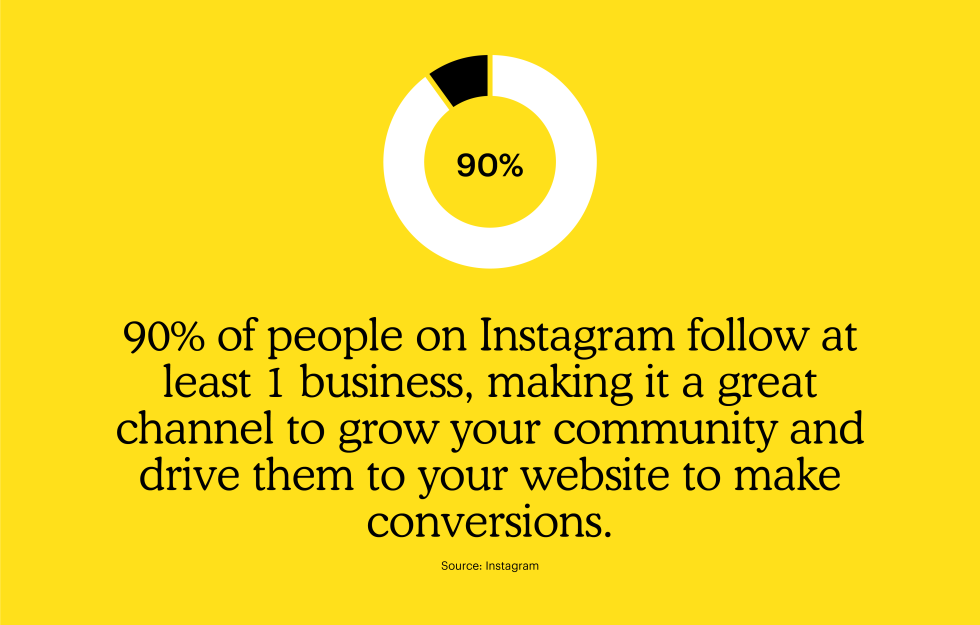 90%
90% of people on Instagram follow at
least 1 business, making it a great
channel to grow your community and
drive them to your website to make
conversions.
Source: Instagram